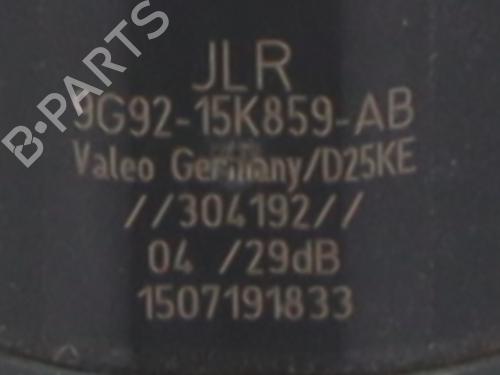 B-PARTS
JLR
9G92-15K859-AB
Valeo Germany/D25KE
//304192//
04 /29dB
1507191833